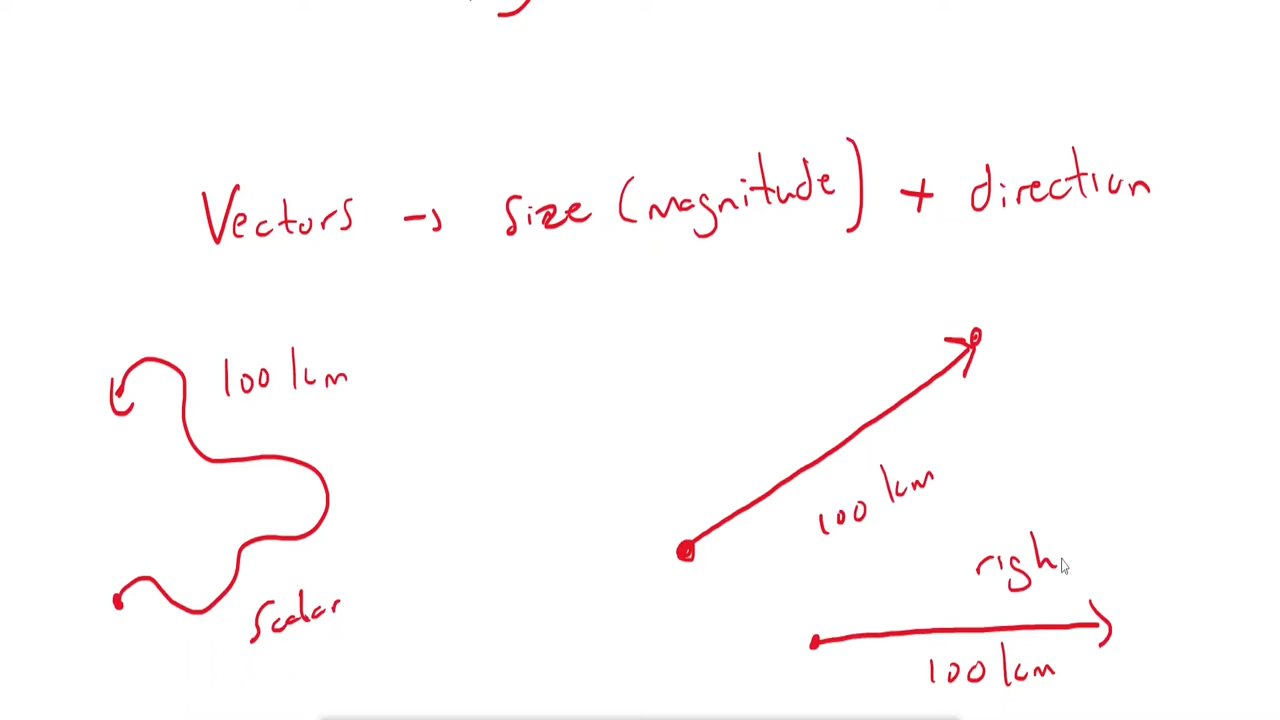 Vectors → size (magnitude) + direction
100 km
scalar
100 km
righ
100 km